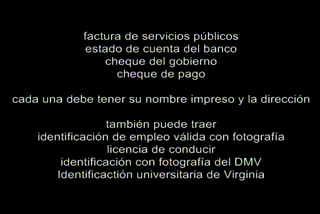 factura de servicios públicos
estado de cuenta del banco
cheque del gobierno
cheque de pago
cada una debe tener su nombre impreso y la dirección
también puede traer
identificación de empleo válida con fotografía
licencia de conducir
identificación con fotografía del DMV
Identificactión universitaria de Virginia